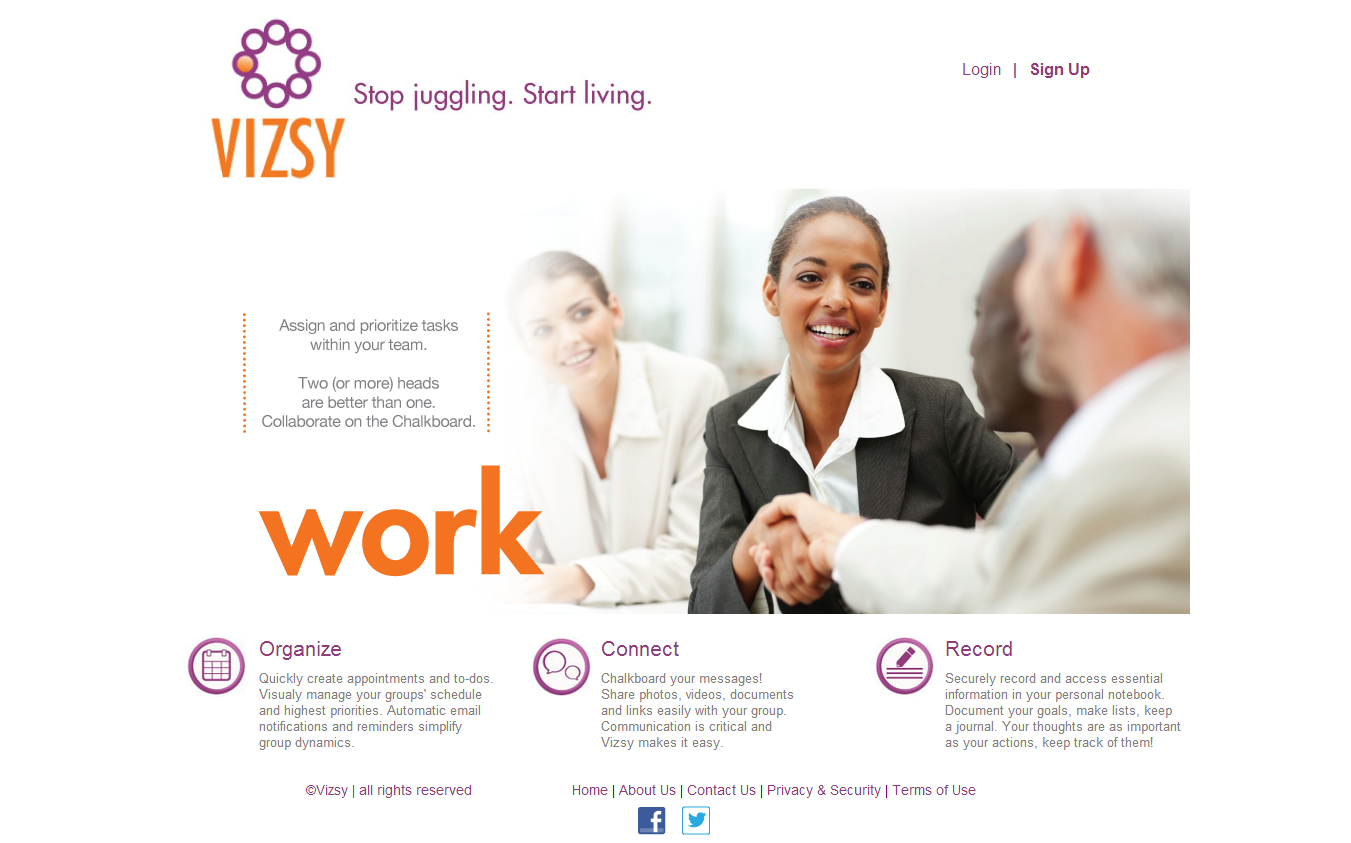 Login | Sign Up
Stop juggling. Start living.
VIZSY
Assign and prioritize tasks
within your team.
Two (or more) heads
are better than one.
Collaborate on the Chalkboard.
work
Organize
Quickly create appointments and to-dos.
Visualy manage your groups' schedule
and highest priorities. Automatic email
notifications and reminders simplify
group dynamics.
Connect
Chalkboard your messages!
Share photos, videos, documents
and links easily with your group.
Communication is critical and
Vizsy makes it easy.
Record
Securely record and access essential
information in your personal notebook.
Document your goals, make lists, keep
a journal. Your thoughts are as important
as your actions, keep track of them!
©Vizsy | all rights reserved
Home | About Us | Contact Us | Privacy & Security | Terms of Use